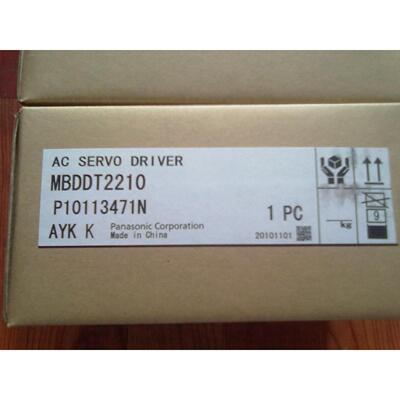 AC SERVO DRIVER
MBDDT2210
P10113471N
1 PC
AYK K
Panasonic Corporation
Made in China
20101101
kg
9